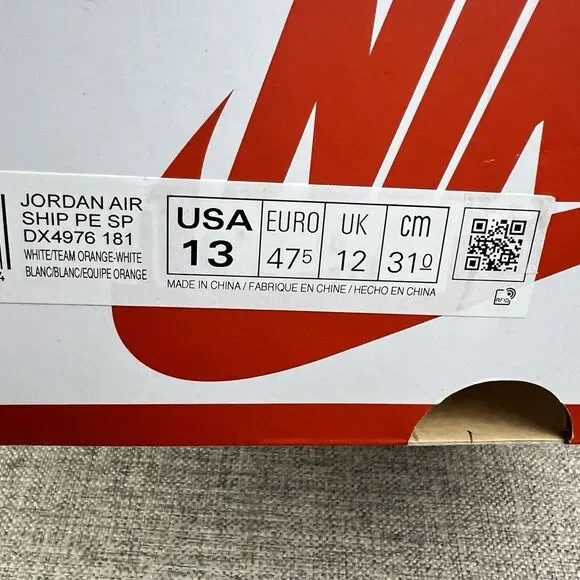 NIK
JORDAN AIR
SHIP PE SP
DX4976 181
WHITE/TEAM ORANGE-WHITE
BLANC/BLANC/EQUIPE ORANGE
USA
13
EURO
47⁵
UK
12
cm
31⁰
MADE IN CHINA / FABRIQUE EN CHINE / HECHO EN CHINA
RFID